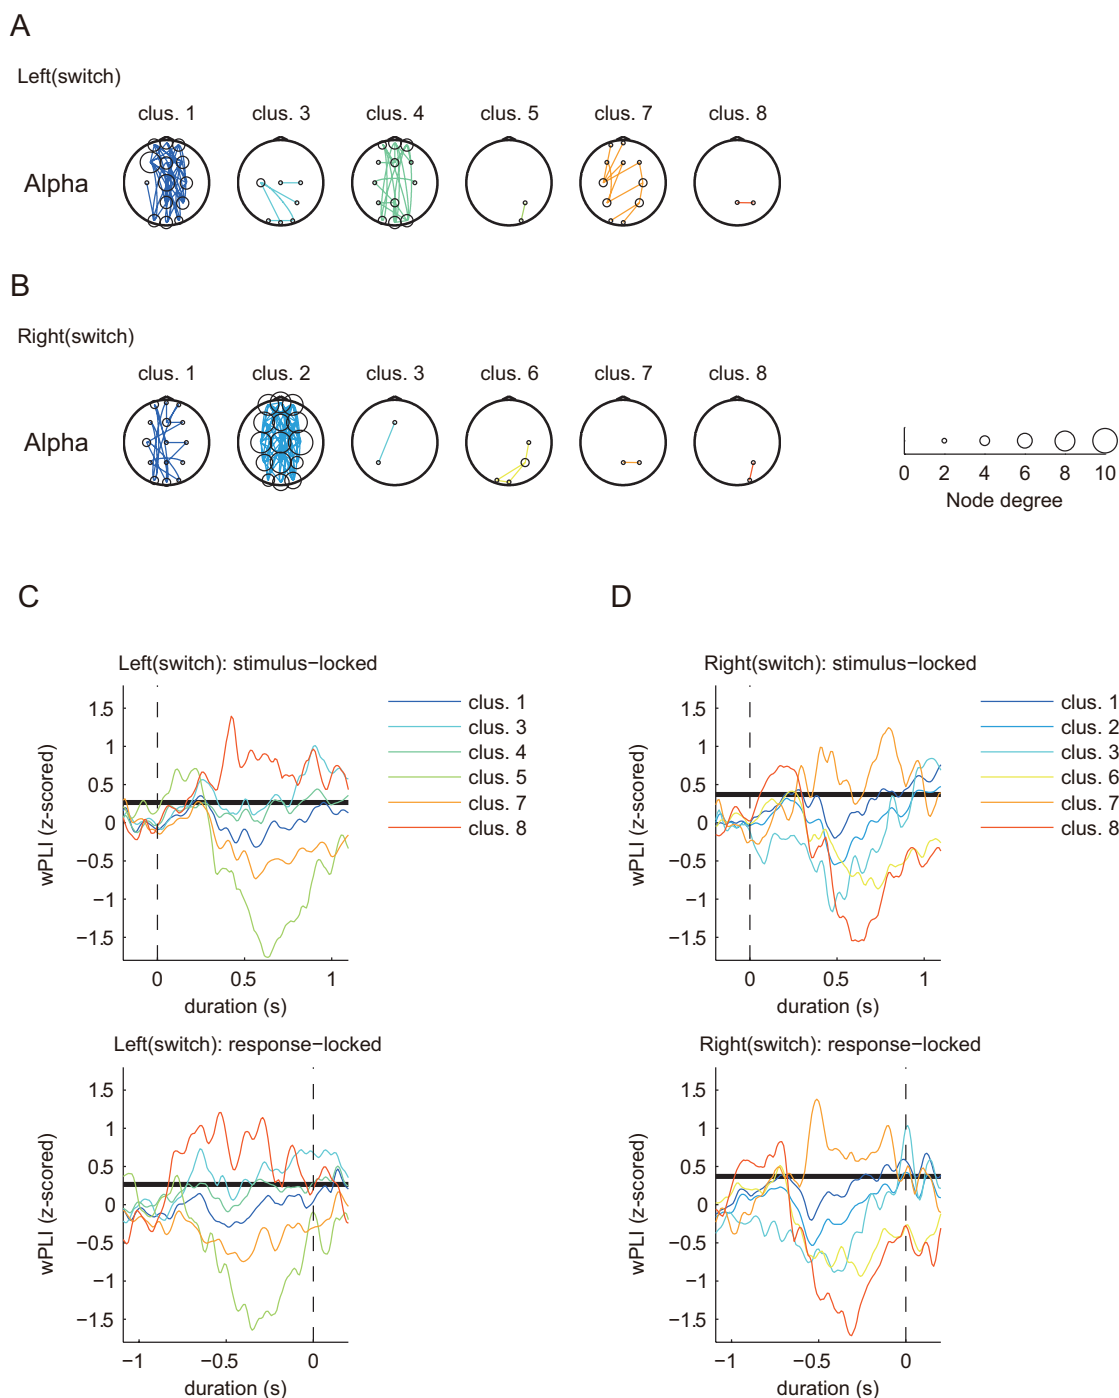 A
Left(switch)
clus. 1 clus. 3 clus. 4 clus. 5 clus. 7 clus. 8
Alpha
B
Right(switch)
clus. 1 clus. 2 clus. 3 clus. 6 clus. 7 clus. 8
Alpha
0 2 4 6 8 10
Node degree
C
Left(switch): stimulus−locked
1.5
1
0.5
0
−0.5
−1
−1.5
wPLI (z-scored)
0 0.5 1
duration (s)
clus. 1
clus. 3
clus. 4
clus. 5
clus. 7
clus. 8
Left(switch): response−locked
1.5
1
0.5
0
−0.5
−1
−1.5
wPLI (z-scored)
−1 −0.5 0
duration (s)
D
Right(switch): stimulus−locked
1.5
1
0.5
0
−0.5
−1
−1.5
wPLI (z-scored)
0 0.5 1
duration (s)
clus. 1
clus. 2
clus. 3
clus. 6
clus. 7
clus. 8
Right(switch): response−locked
1.5
1
0.5
0
−0.5
−1
−1.5
wPLI (z-scored)
−1 −0.5 0
duration (s)